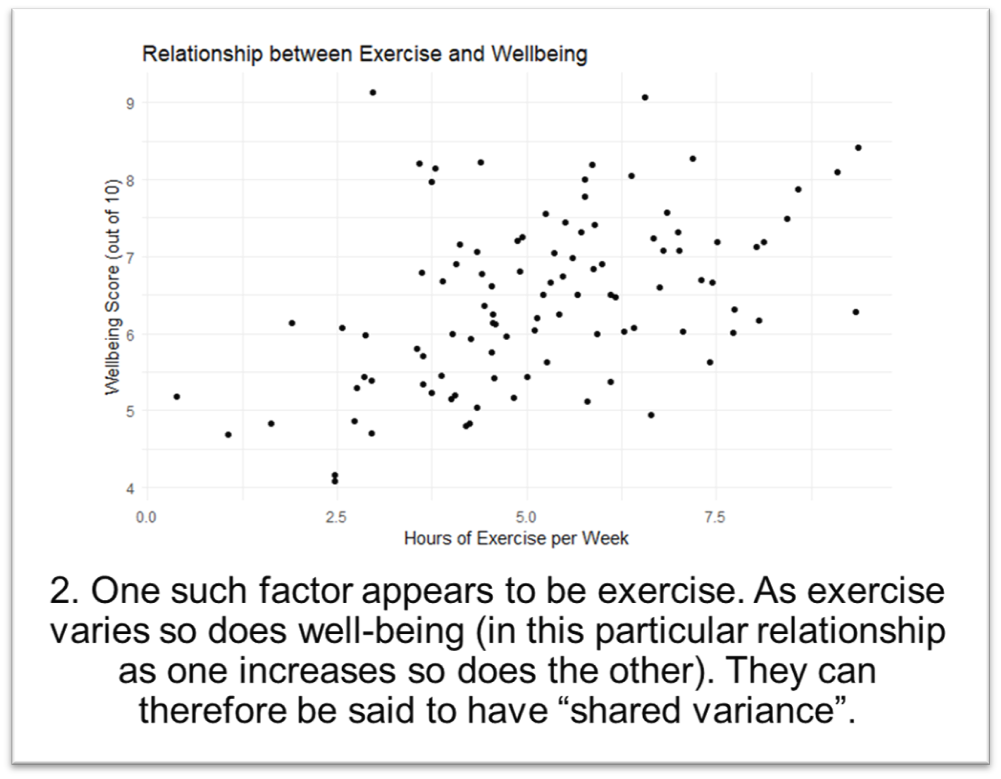 Relationship between Exercise and Wellbeing
Wellbeing Score (out of 10)
9
8
7
6
5
4
0.0 2.5 5.0 7.5
Hours of Exercise per Week
2. One such factor appears to be exercise. As exercise
varies so does well-being (in this particular relationship
as one increases so does the other). They can
therefore be said to have “shared variance”.